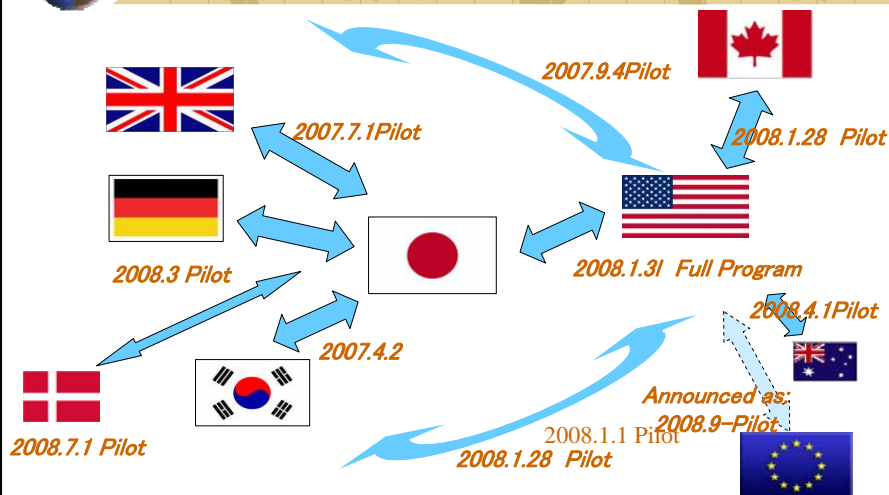 2007.9.4Pilot
2007.7.1Pilot
2008.1.28 Pilot
2008.3 Pilot
2008.1.3l Full Program
2008.4.1Pilot
2007.4.2
Announced as:
2008.9-Pilot
2008.1.1 Pilot
2008.7.1 Pilot
2008.1.28 Pilot